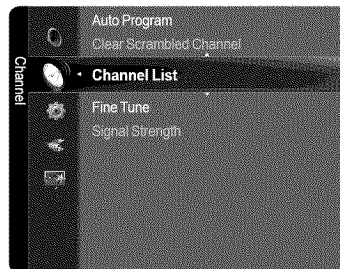 Channel
Auto Program
Clear Scrambled Channel
Channel List
Fine Tune
Signal Strength